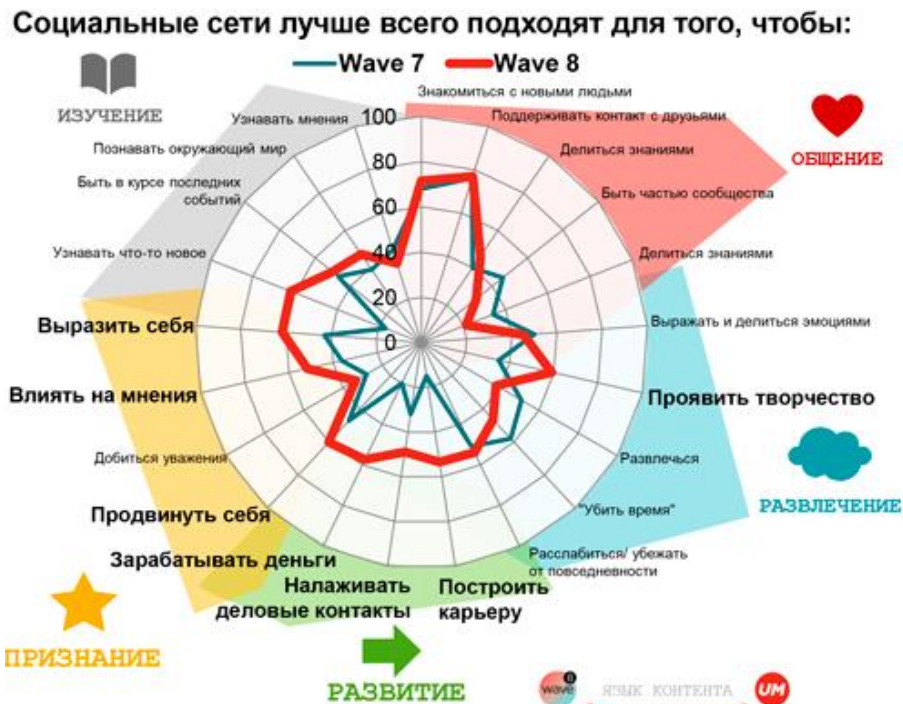 Социальные сети лучше всего подходят для того, чтобы:
Wave 7
Wave 8
ИЗУЧЕНИЕ
Знакомиться с новыми людьми
Поддерживать контакт с друзьями
Делиться знаниями
ОБЩЕНИЕ
Быть частью сообщества
Делиться знаниями
Выражать и делиться эмоциями
Проявить творчество
Развлечься
РАЗВЛЕЧЕНИЕ
"Убить время"
Расслабиться/ убежать
от повседневности
Построить
карьеру
Налаживать
деловые контакты
РАЗВИТИЕ
Зарабатывать деньги
Продвинуть себя
ПРИЗНАНИЕ
Добиться уважения
Влиять на мнения
Выразить себя
Узнавать что-то новое
Быть в курсе последних
событий
Познавать окружающий мир
Узнавать мнения
100
80
60
40
20
0
wave 8
ЯЗЫК КОНТЕНТА
UM